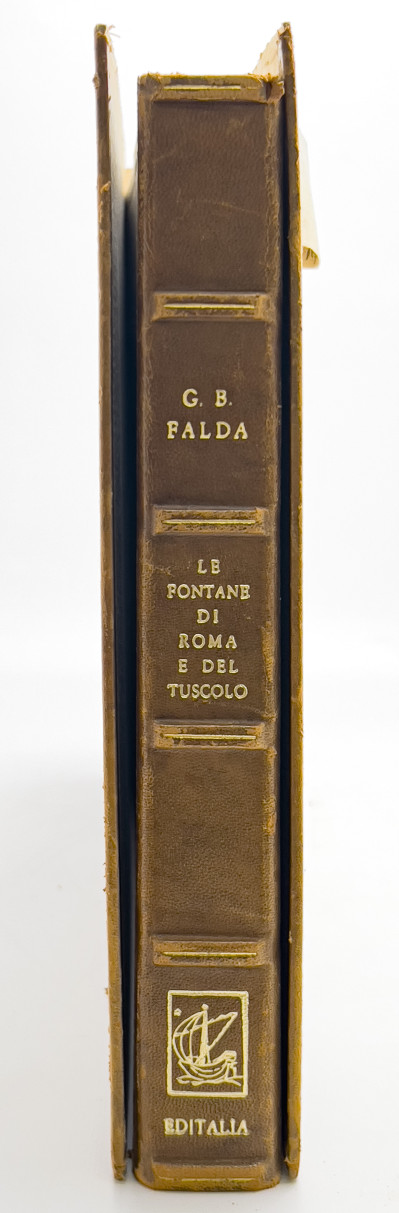 G. B.
FALDA
LE
FONTANE
DI
ROMA
E DEL
TUSCOLO
EDITALIA